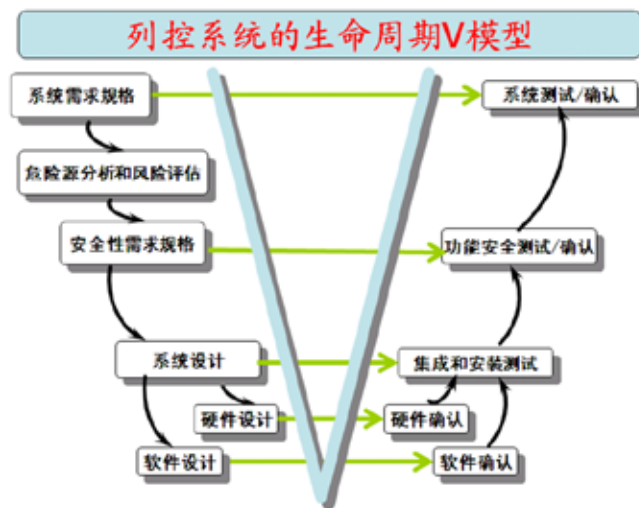 列控系统的生命周期V模型
系统需求规格
系统测试/确认
危险源分析和风险评估
安全性需求规格
功能安全测试/确认
系统设计
集成和安装测试
硬件设计
硬件确认
软件设计
软件确认